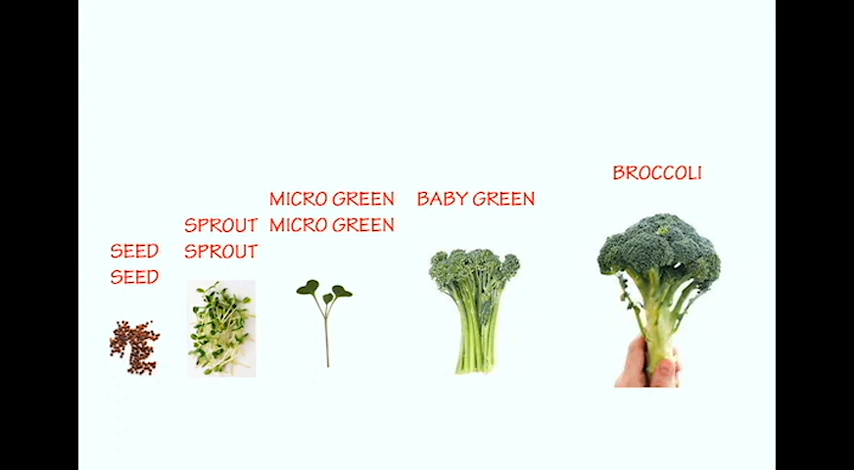 SEED
SEED
SPROUT
SPROUT
MICRO GREEN
MICRO GREEN
BABY GREEN
BROCCOLI